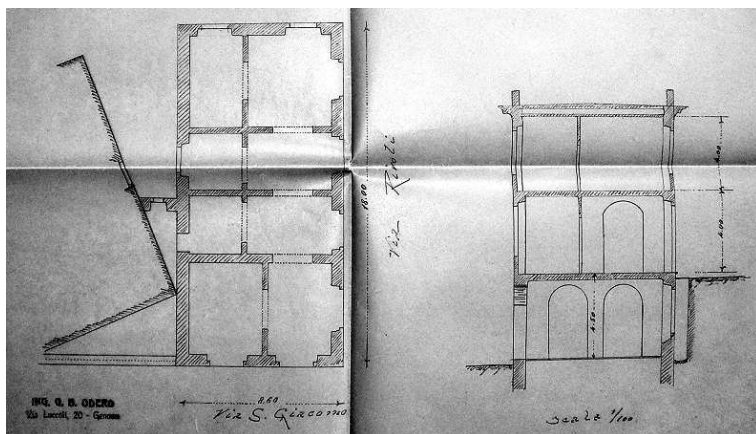 18.00
Via Rivoli
8.60
Via S. Giacomo
ING. G. B. ODERO
Via Luccoli, 20 - Genova
4.00
4.00
4.50
Scala 1/100